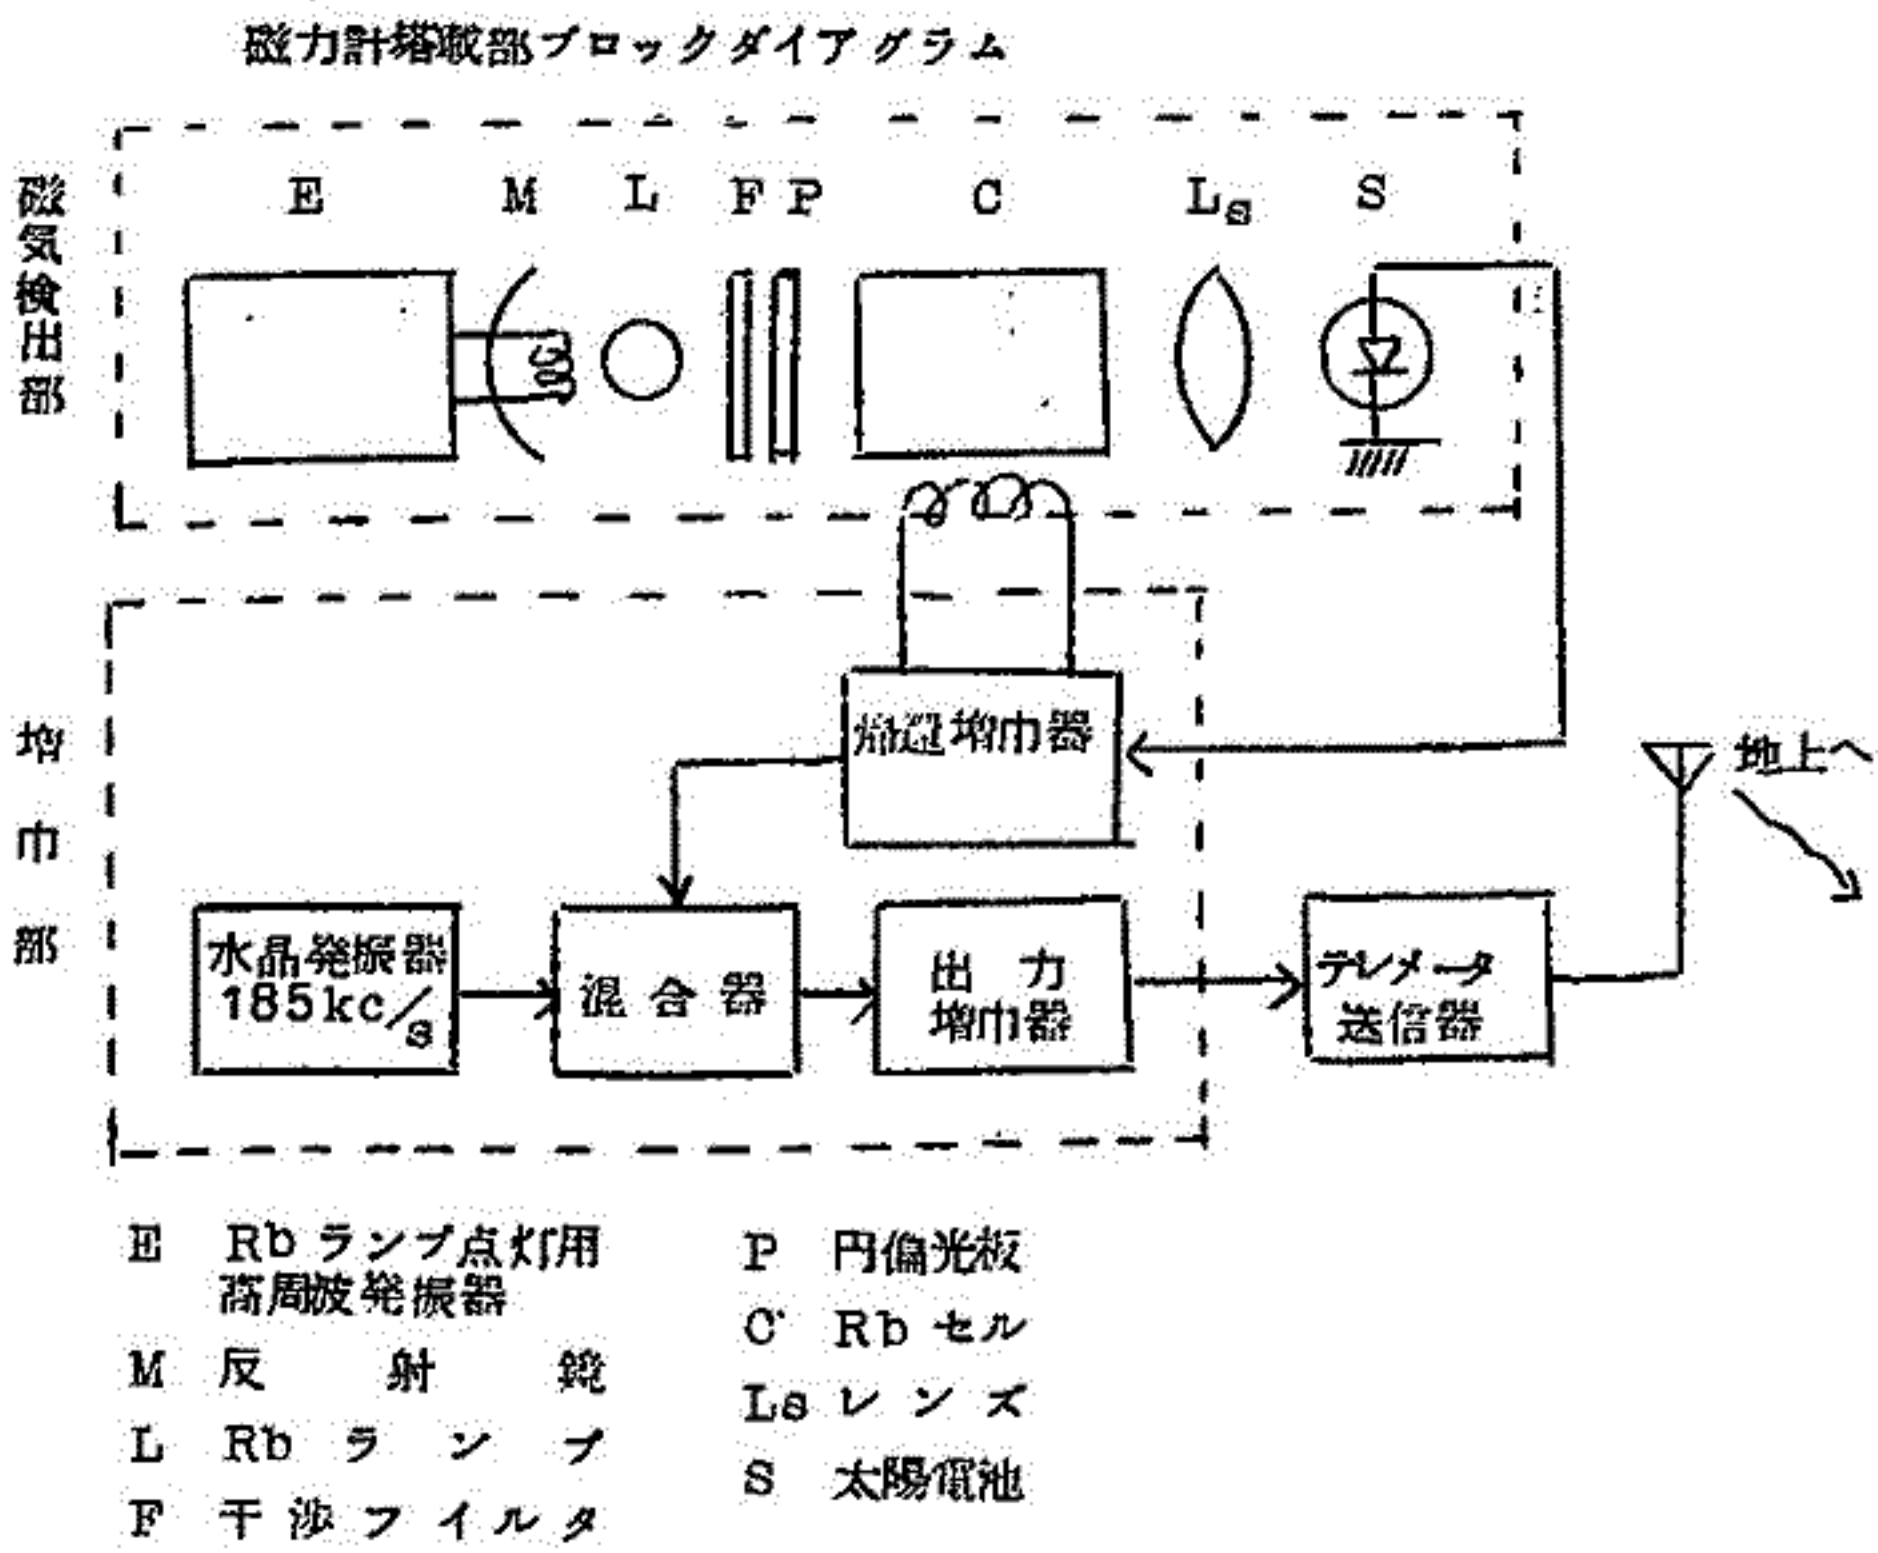 磁力計塔載部ブロックダイアグラム
磁気検出部
E M L F P C Ls S
増巾部
帰還増巾器
地上へ
水晶発振器
185kc/s
混合器
出力
増巾器
テレメータ
送信器
E Rbランプ点灯用
高周波発振器
M 反射鏡
L Rbランプ
F 干渉フイルタ
P 円偏光板
C Rbセル
Ls レンズ
S 太陽電池